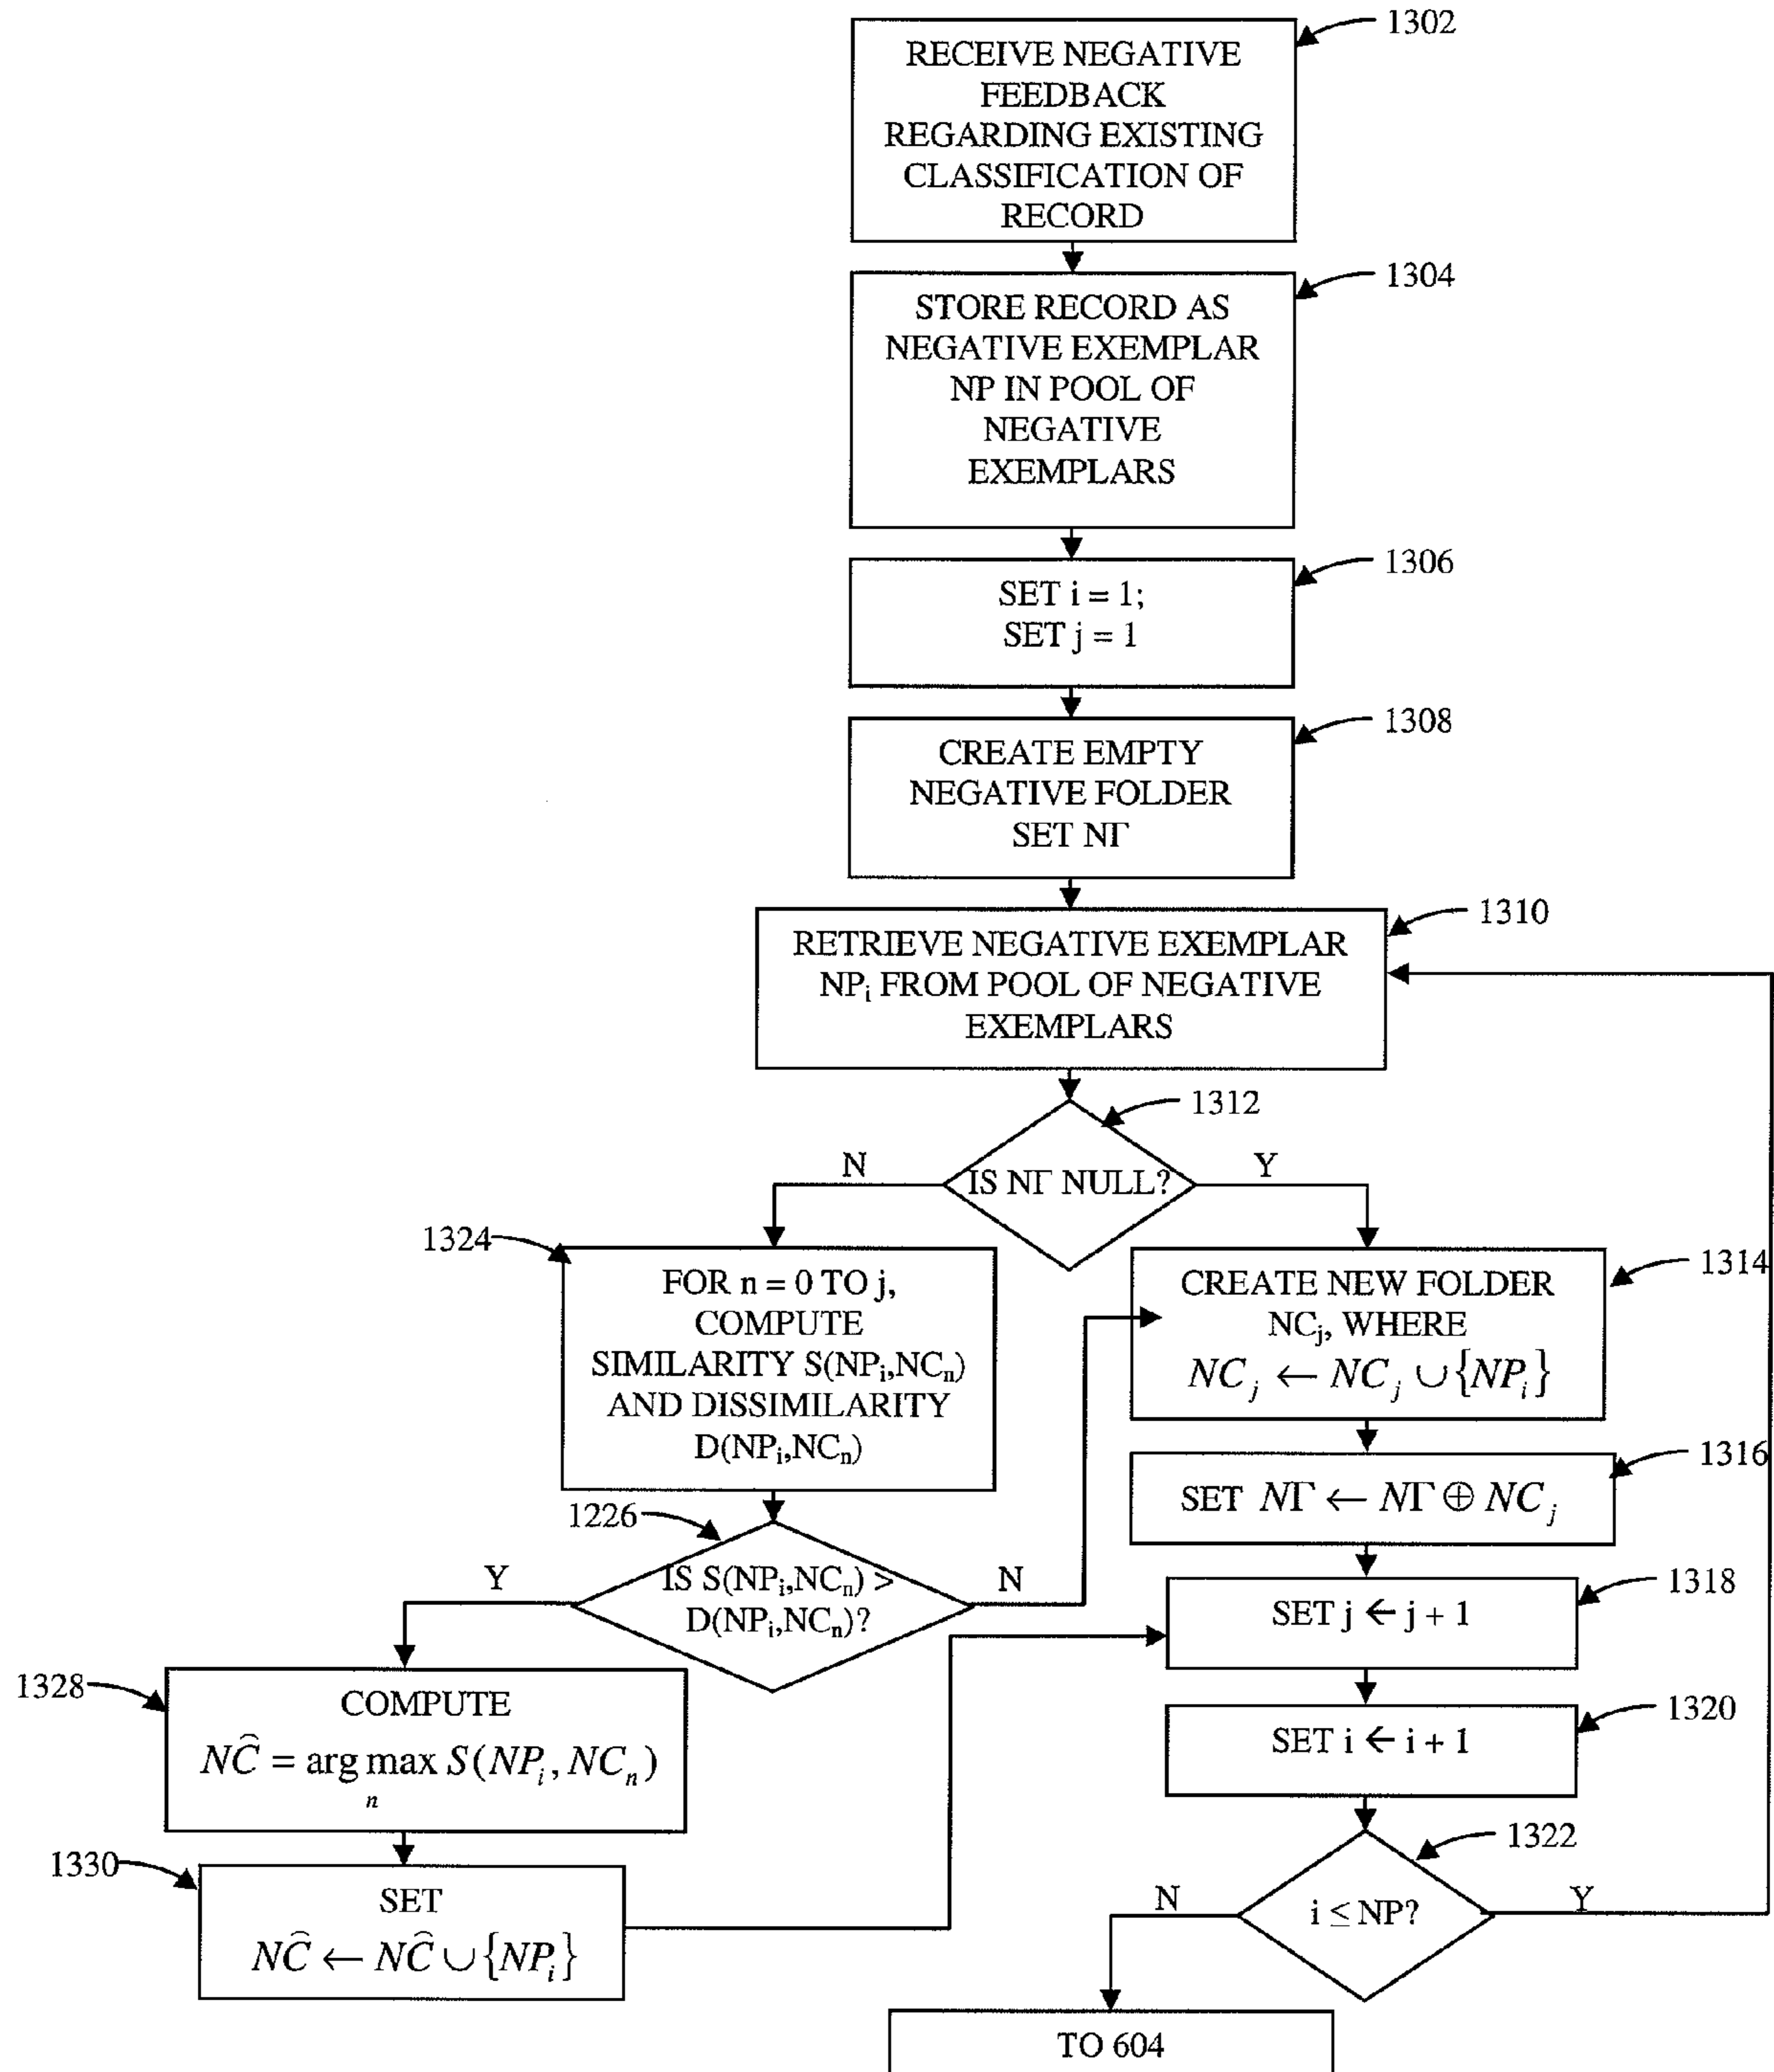 1302
RECEIVE NEGATIVE
FEEDBACK
REGARDING EXISTING
CLASSIFICATION OF
RECORD
1304
STORE RECORD AS
NEGATIVE EXEMPLAR
NP IN POOL OF
NEGATIVE
EXEMPLARS
1306
SET i = 1;
SET j = 1
1308
CREATE EMPTY
NEGATIVE FOLDER
SET NΓ
1310
RETRIEVE NEGATIVE EXEMPLAR
NPᵢ FROM POOL OF NEGATIVE
EXEMPLARS
1312
IS NΓ NULL?
N
Y
1324
FOR n = 0 TO j,
COMPUTE
SIMILARITY S(NPᵢ,NCₙ)
AND DISSIMILARITY
D(NPᵢ,NCₙ)
1314
CREATE NEW FOLDER
NCⱼ, WHERE
NCⱼ ← NCⱼ ∪ {NPᵢ}
1316
SET NΓ ← NΓ ⊕ NCⱼ
1226
IS S(NPᵢ,NCₙ) >
D(NPᵢ,NCₙ)?
Y
N
1318
SET j ← j + 1
1328
COMPUTE
NĈ = arg max S(NPᵢ, NCₙ)
n
1320
SET i ← i + 1
1330
SET
NĈ ← NĈ ∪ {NPᵢ}
1322
i ≤ NP?
N
Y
TO 604